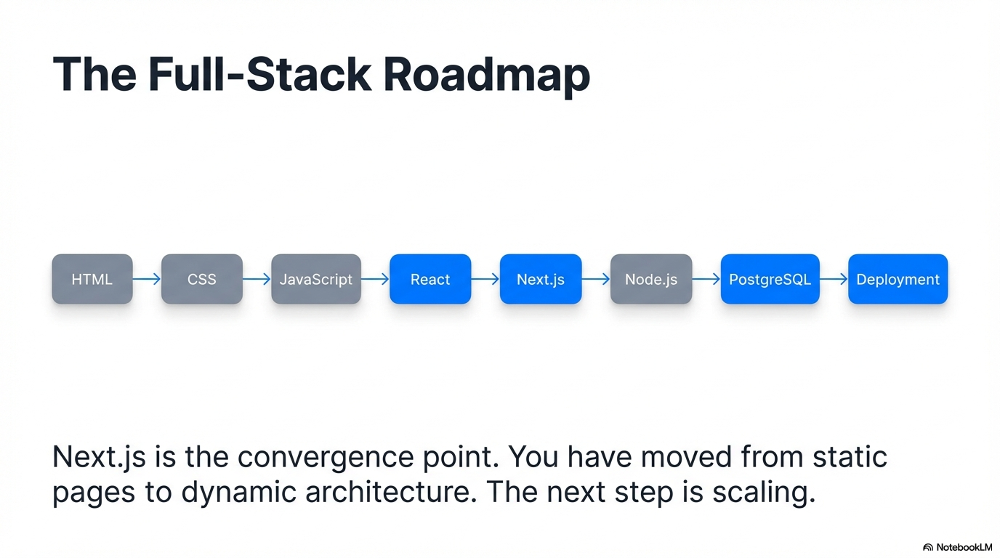 The Full-Stack Roadmap
HTML
CSS
JavaScript
React
Next.js
Node.js
PostgreSQL
Deployment
Next.js is the convergence point. You have moved from static
pages to dynamic architecture. The next step is scaling.
NotebookLM